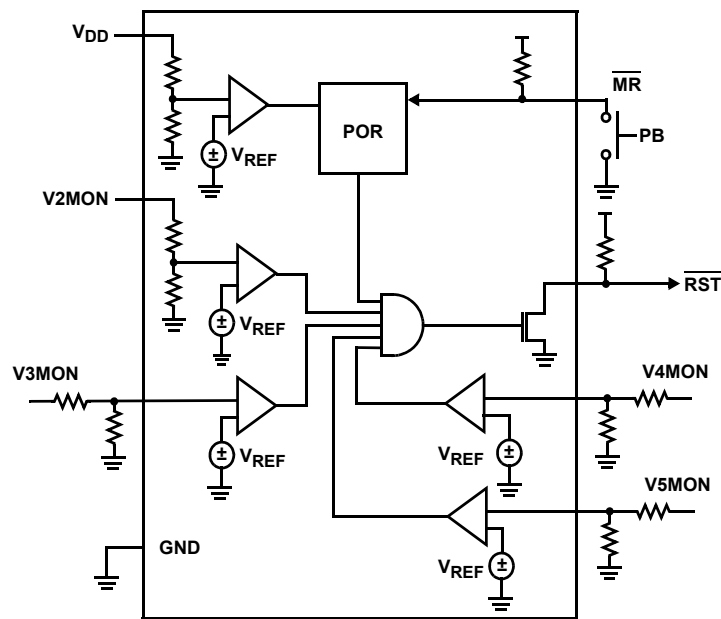 VDD
MR
POR
PB
±
VREF
V2MON
±
VREF
RST
V3MON
V4MON
±
VREF
VREF
±
V5MON
GND
VREF
±